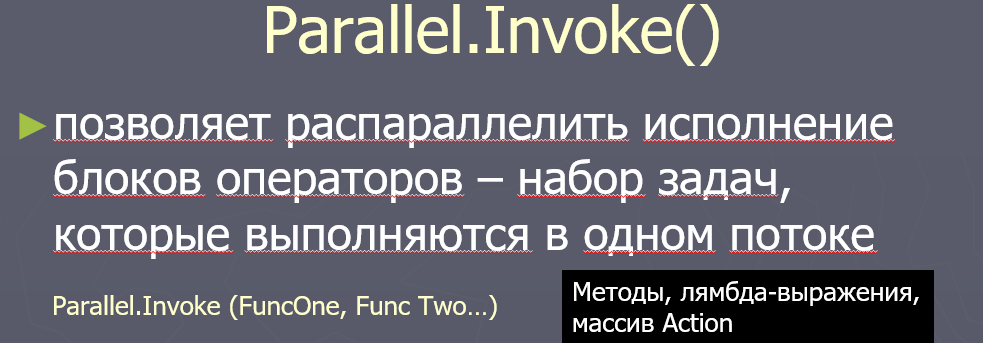 Parallel.Invoke()
►позволяет распараллелить исполнение
блоков операторов – набор задач,
которые выполняются в одном потоке
Parallel.Invoke (FuncOne, Func Two…)
Методы, лямбда-выражения,
массив Action